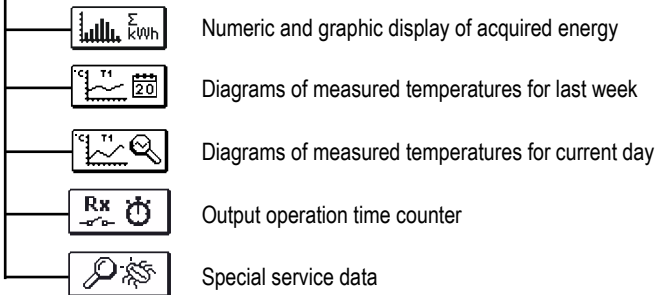 Σ
kWh Numeric and graphic display of acquired energy
°C T1 20 Diagrams of measured temperatures for last week
°C T1 Diagrams of measured temperatures for current day
Rx Output operation time counter
Special service data